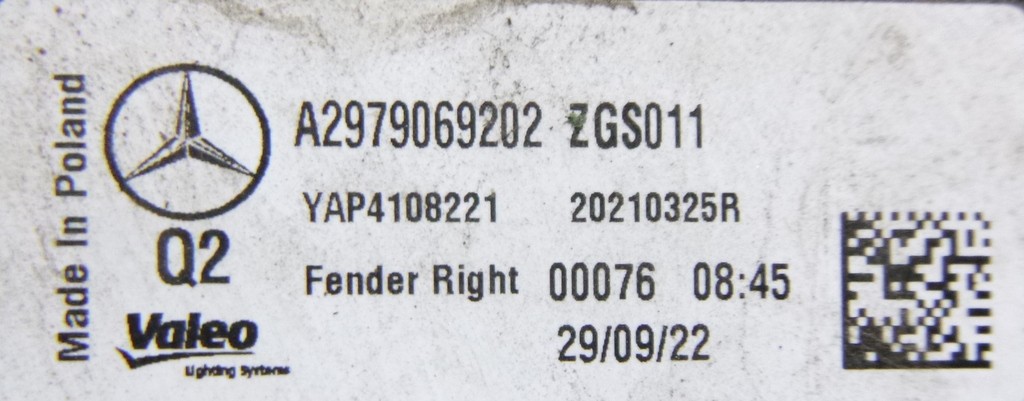 Made In Poland
A2979069202 ZGS011
YAP4108221 20210325R
Q2
Fender Right 00076 08:45
Valeo
Lighting Systems
29/09/22